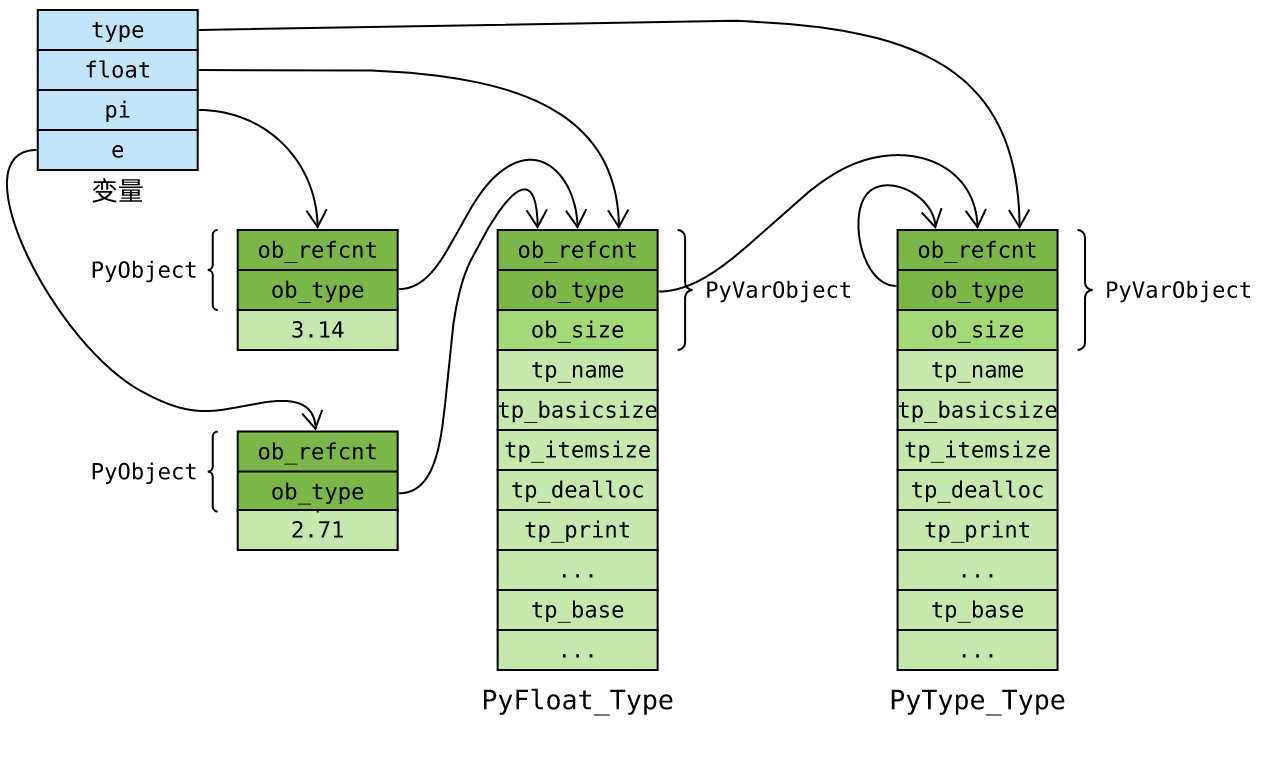 type
float
pi
e
变量
PyObject
ob_refcnt
ob_type
3.14
PyObject
ob_refcnt
ob_type
2.71
ob_refcnt
ob_type
ob_size
tp_name
tp_basicsize
tp_itemsize
tp_dealloc
tp_print
...
tp_base
...
PyFloat_Type
PyVarObject
ob_refcnt
ob_type
ob_size
tp_name
tp_basicsize
tp_itemsize
tp_dealloc
tp_print
...
tp_base
...
PyType_Type
PyVarObject